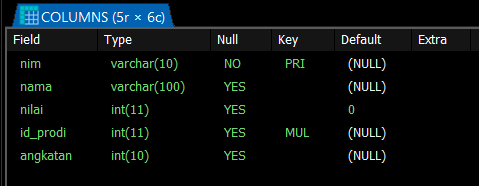 COLUMNS (5r × 6c)
Field Type Null Key Default Extra
nim varchar(10) NO PRI (NULL)
nama varchar(100) YES (NULL)
nilai int(11) YES 0
id_prodi int(11) YES MUL (NULL)
angkatan int(10) YES (NULL)